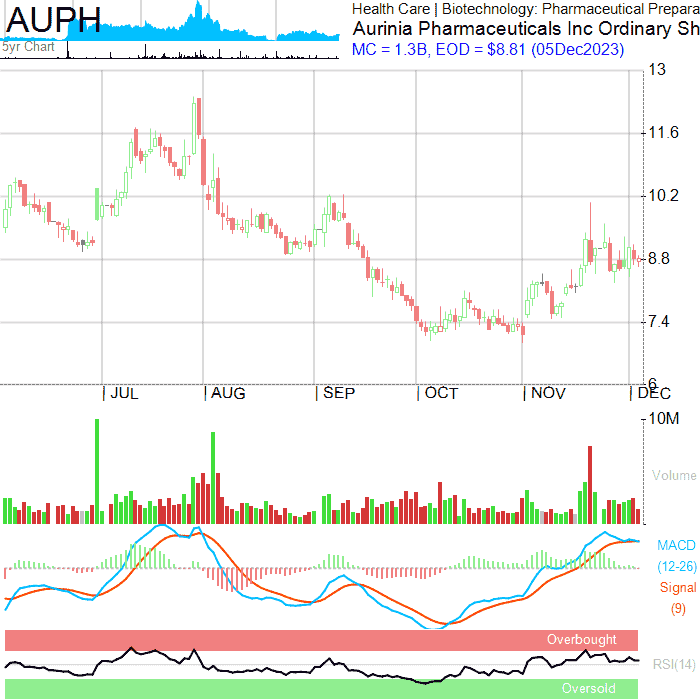 AUPH
5yr Chart
Health Care | Biotechnology: Pharmaceutical Prepara
Aurinia Pharmaceuticals Inc Ordinary Sh
MC = 1.3B, EOD = $8.81 (05Dec2023)
13
11.6
10.2
8.8
7.4
6
JUL AUG SEP OCT NOV DEC
10M
Volume
MACD
(12-26)
Signal
(9)
Overbought
RSI(14)
Oversold